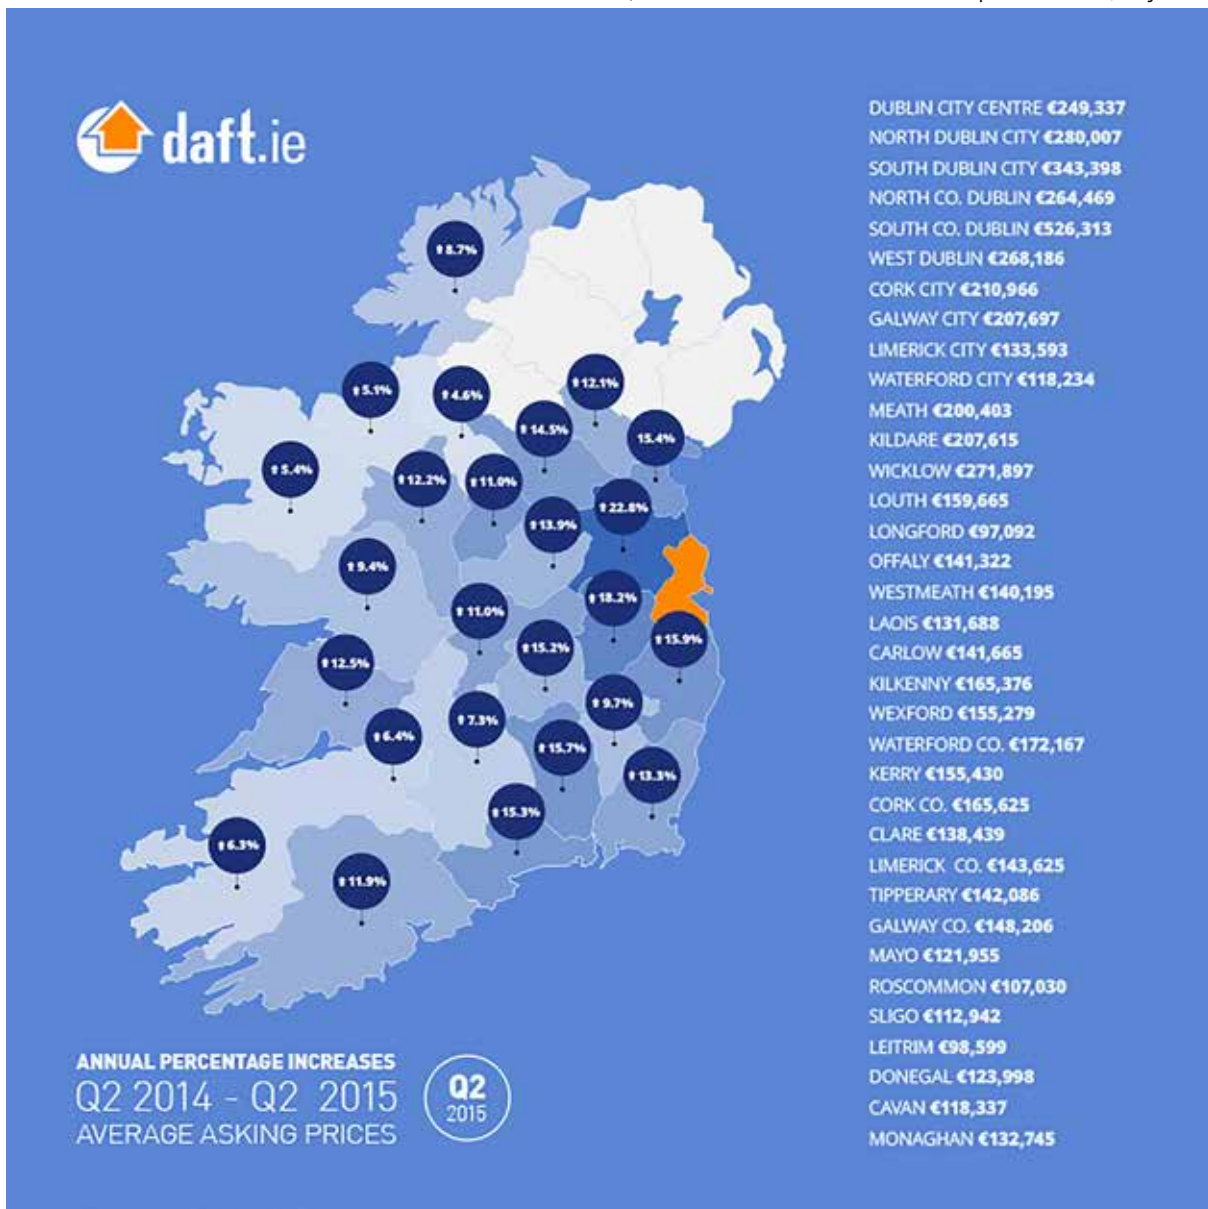 daft.ie
8.7%
5.1%
4.6%
12.1%
14.5%
15.4%
5.4%
12.2%
11.0%
22.8%
13.9%
9.4%
18.2%
11.0%
15.9%
15.2%
12.5%
9.7%
7.3%
6.4%
15.7%
13.3%
15.3%
6.3%
11.9%
ANNUAL PERCENTAGE INCREASES
Q2 2014 - Q2 2015
AVERAGE ASKING PRICES
Q2
2015
DUBLIN CITY CENTRE €249,337
NORTH DUBLIN CITY €280,007
SOUTH DUBLIN CITY €343,398
NORTH CO. DUBLIN €264,469
SOUTH CO. DUBLIN €526,313
WEST DUBLIN €268,186
CORK CITY €210,966
GALWAY CITY €207,697
LIMERICK CITY €133,593
WATERFORD CITY €118,234
MEATH €200,403
KILDARE €207,615
WICKLOW €271,897
LOUTH €159,665
LONGFORD €97,092
OFFALY €141,322
WESTMEATH €140,195
LAOIS €131,688
CARLOW €141,665
KILKENNY €165,376
WEXFORD €155,279
WATERFORD CO. €172,167
KERRY €155,430
CORK CO. €165,625
CLARE €138,439
LIMERICK CO. €143,625
TIPPERARY €142,086
GALWAY CO. €148,206
MAYO €121,955
ROSCOMMON €107,030
SLIGO €112,942
LEITRIM €98,599
DONEGAL €123,998
CAVAN €118,337
MONAGHAN €132,745